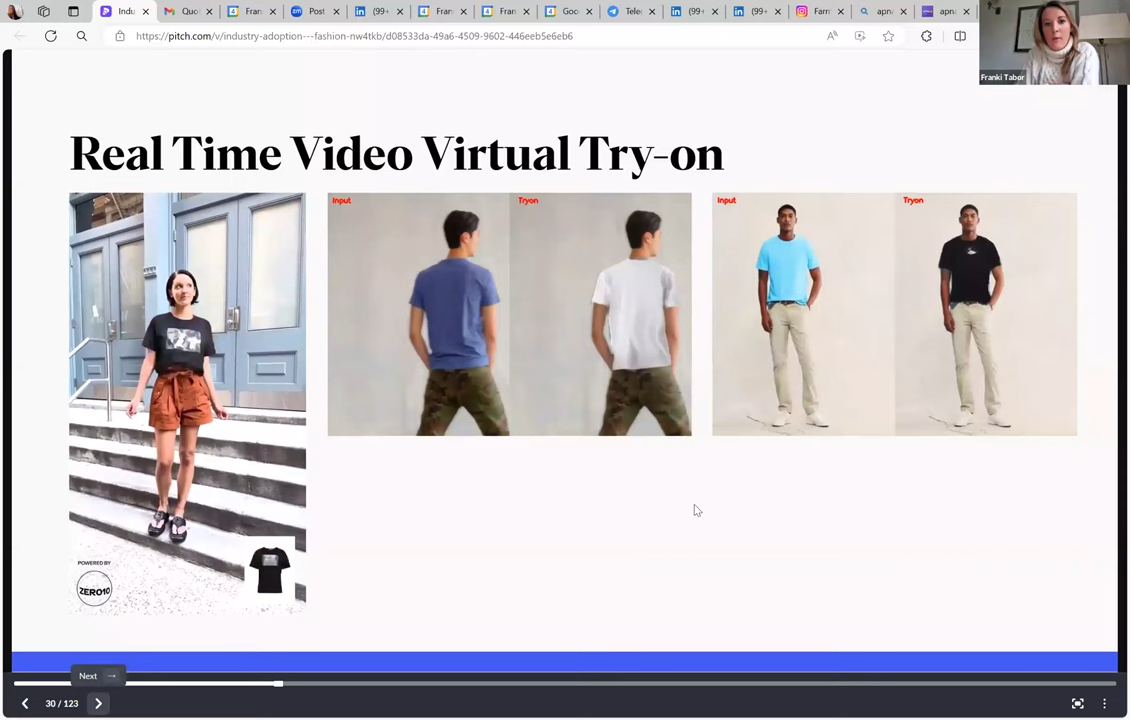 Indu
Quo
Fran
Post
(99+
Fran
Fran
Goo
Tele
(99+
(99+
Farn
apna
apna
https://pitch.com/v/industry-adoption---fashion-nw4tkb/d08533da-49a6-4509-9602-446eeb5e6eb6
Franki Tabor
Real Time Video Virtual Try-on
Input
Tryon
Input
Tryon
POWERED BY
ZERO10
Next →
30 / 123